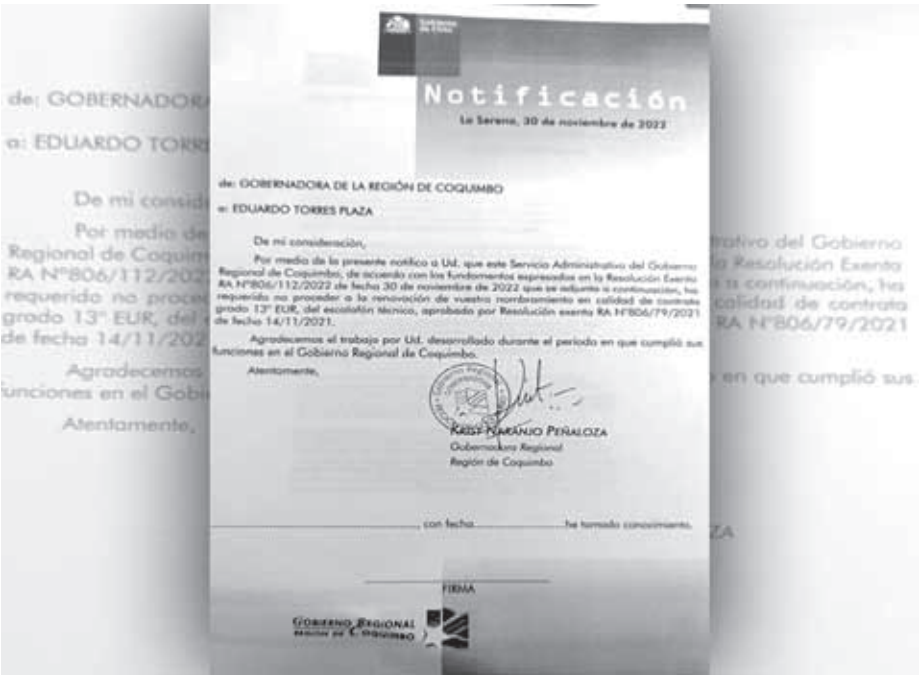 Gobierno
de Chile
Notificación
La Serena, 30 de noviembre de 2022
de: GOBERNADORA DE LA REGIÓN DE COQUIMBO
a: EDUARDO TORRES PLAZA
De mi consideración,
Por medio de la presente notifico a Ud. que este Servicio Administrativo del Gobierno
Regional de Coquimbo, de acuerdo con los fundamentos expresados en la Resolución Exenta
RA N°806/112/2022 de fecha 30 de noviembre de 2022 que se adjunta a continuación, ha
requerido no proceder a la renovación de vuestro nombramiento en calidad de contrata
grado 13° EUR, del escalafón técnico, aprobado por Resolución exenta RA N°806/79/2021
de fecha 14/11/2021.
Agradecemos el trabajo por Ud. desarrollado durante el periodo en que cumplió sus
funciones en el Gobierno Regional de Coquimbo.
Atentamente,
KRIST NARANJO PEÑALOZA
Gobernadora Regional
Región de Coquimbo
, con fecha he tomado conocimiento.
FIRMA
GOBIERNO REGIONAL
REGIÓN DE COQUIMBO
de: GOBERNADORA
a: EDUARDO TORRE
De mi conside
Por medio de
Regional de Coquim
RA N°806/112/202
requerido no proce
grado 13° EUR, del
de fecha 14/11/202
Agradecemos
funciones en el Gobie
Atentamente,
trativo del Gobierno
la Resolución Exenta
a a continuación, ha
calidad de contrata
RA N°806/79/2021
en que cumplió sus
ZA